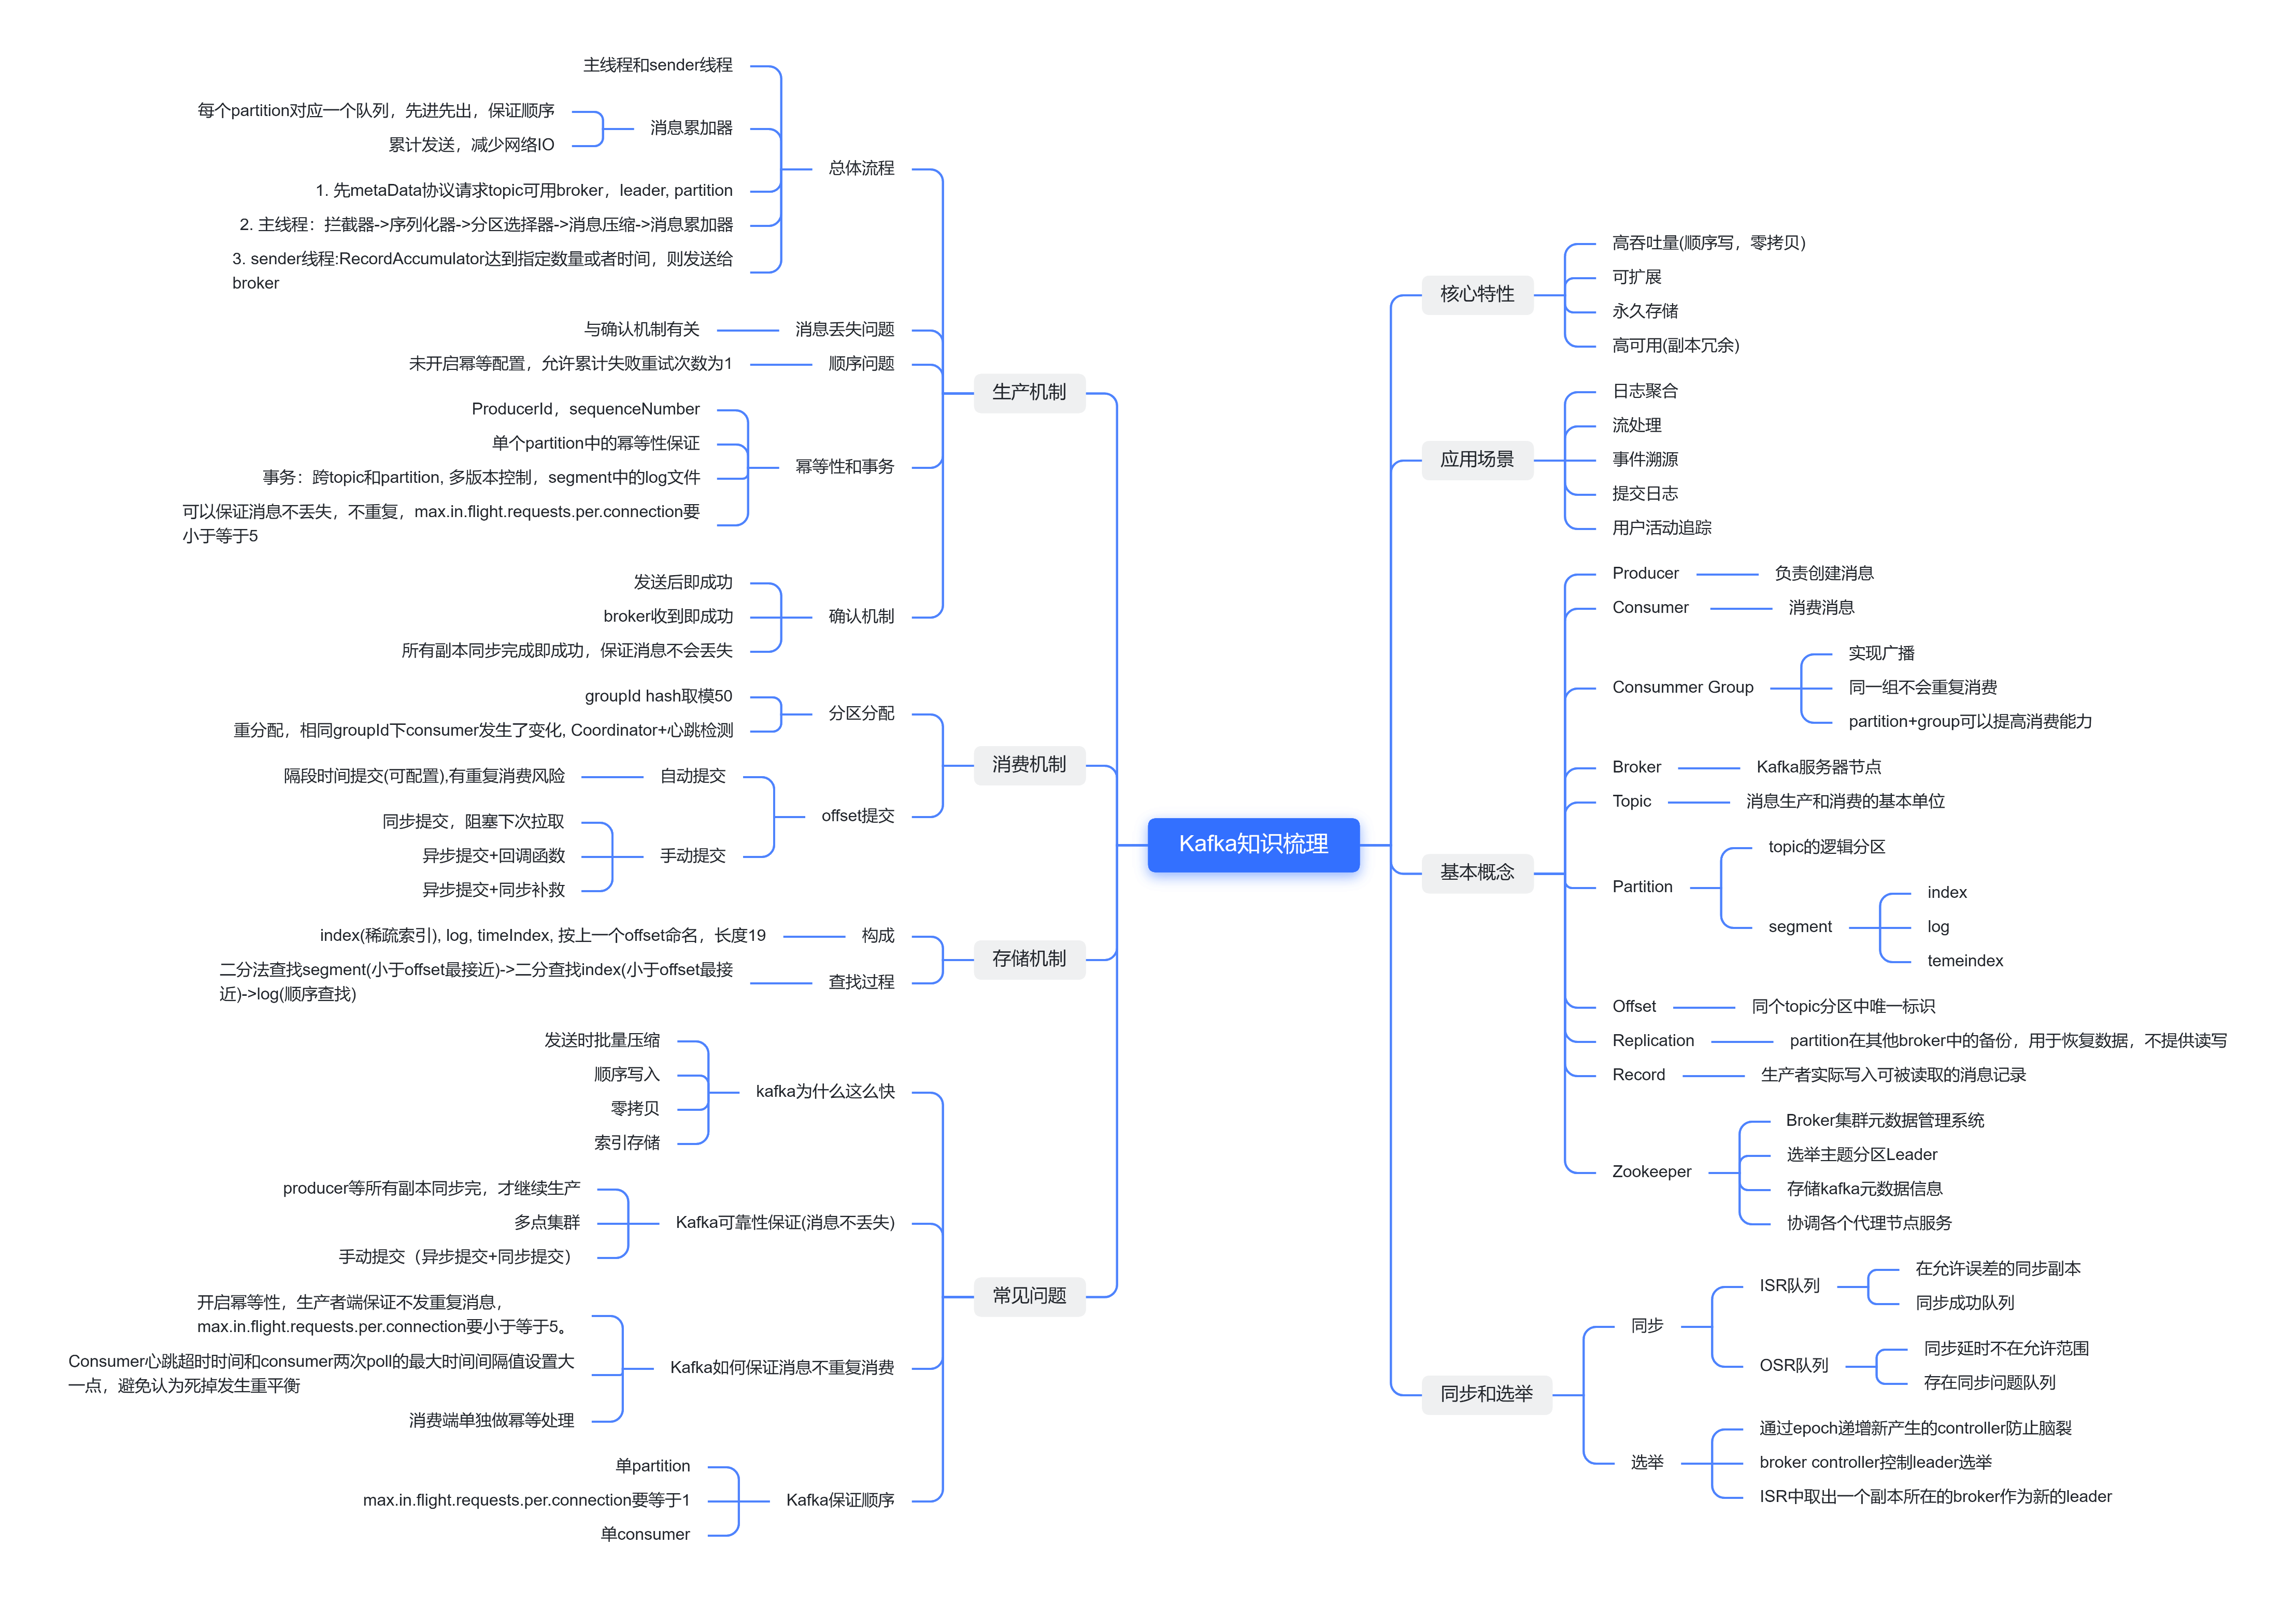 Kafka知识梳理
核心特性
高吞吐量(顺序写，零拷贝)
可扩展
永久存储
高可用(副本冗余)
应用场景
日志聚合
流处理
事件溯源
提交日志
用户活动追踪
基本概念
Producer
负责创建消息
Consumer
消费消息
Consummer Group
实现广播
同一组不会重复消费
partition+group可以提高消费能力
Broker
Kafka服务器节点
Topic
消息生产和消费的基本单位
Partition
topic的逻辑分区
segment
index
log
temeindex
Offset
同个topic分区中唯一标识
Replication
partition在其他broker中的备份，用于恢复数据，不提供读写
Record
生产者实际写入可被读取的消息记录
Zookeeper
Broker集群元数据管理系统
选举主题分区Leader
存储kafka元数据信息
协调各个代理节点服务
同步和选举
同步
ISR队列
在允许误差的同步副本
同步成功队列
OSR队列
同步延时不在允许范围
存在同步问题队列
选举
通过epoch递增新产生的controller防止脑裂
broker controller控制leader选举
ISR中取出一个副本所在的broker作为新的leader
生产机制
总体流程
主线程和sender线程
消息累加器
每个partition对应一个队列，先进先出，保证顺序
累计发送，减少网络IO
1. 先metaData协议请求topic可用broker，leader, partition
2. 主线程：拦截器->序列化器->分区选择器->消息压缩->消息累加器
3. sender线程:RecordAccumulator达到指定数量或者时间，则发送给
broker
消息丢失问题
与确认机制有关
顺序问题
未开启幂等配置，允许累计失败重试次数为1
幂等性和事务
ProducerId，sequenceNumber
单个partition中的幂等性保证
事务：跨topic和partition, 多版本控制，segment中的log文件
可以保证消息不丢失，不重复，max.in.flight.requests.per.connection要
小于等于5
确认机制
发送后即成功
broker收到即成功
所有副本同步完成即成功，保证消息不会丢失
消费机制
分区分配
groupId hash取模50
重分配，相同groupId下consumer发生了变化, Coordinator+心跳检测
offset提交
自动提交
隔段时间提交(可配置),有重复消费风险
手动提交
同步提交，阻塞下次拉取
异步提交+回调函数
异步提交+同步补救
存储机制
构成
index(稀疏索引), log, timeIndex, 按上一个offset命名，长度19
查找过程
二分法查找segment(小于offset最接近)->二分查找index(小于offset最接
近)->log(顺序查找)
常见问题
kafka为什么这么快
发送时批量压缩
顺序写入
零拷贝
索引存储
Kafka可靠性保证(消息不丢失)
producer等所有副本同步完，才继续生产
多点集群
手动提交（异步提交+同步提交）
Kafka如何保证消息不重复消费
开启幂等性，生产者端保证不发重复消息，
max.in.flight.requests.per.connection要小于等于5。
Consumer心跳超时时间和consumer两次poll的最大时间间隔值设置大
一点，避免认为死掉发生重平衡
消费端单独做幂等处理
Kafka保证顺序
单partition
max.in.flight.requests.per.connection要等于1
单consumer